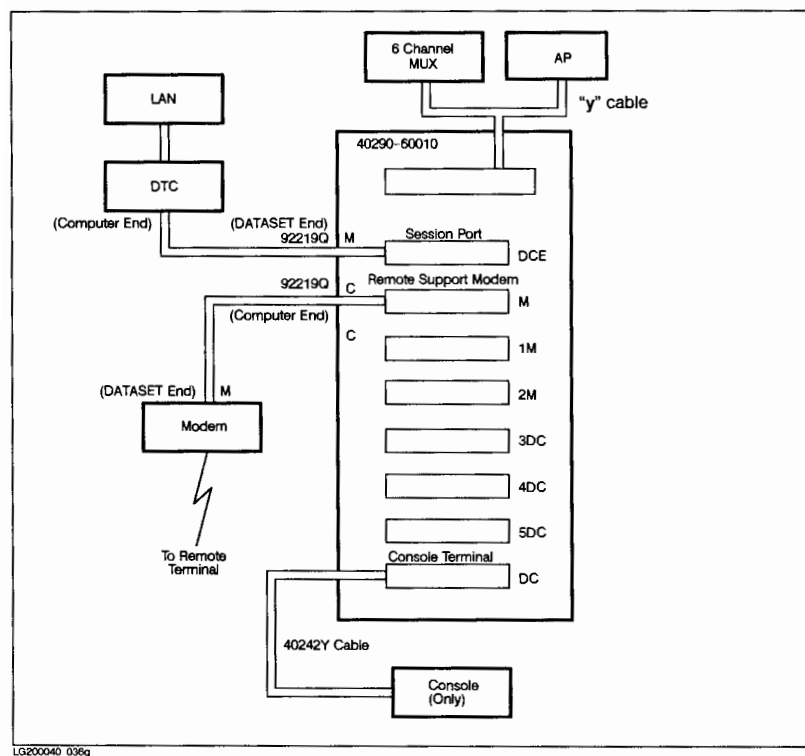 6 Channel
MUX
AP
"y" cable
LAN
40290-60010
DTC
(Computer End)
(DATASET End)
92219Q M
Session Port
DCE
92219Q
C
Remote Support Modem
M
(Computer End)
C
1M
(DATASET End) M
2M
Modem
3DC
4DC
5DC
To Remote
Terminal
Console Terminal
DC
40242Y Cable
Console
(Only)
LG200040_036g